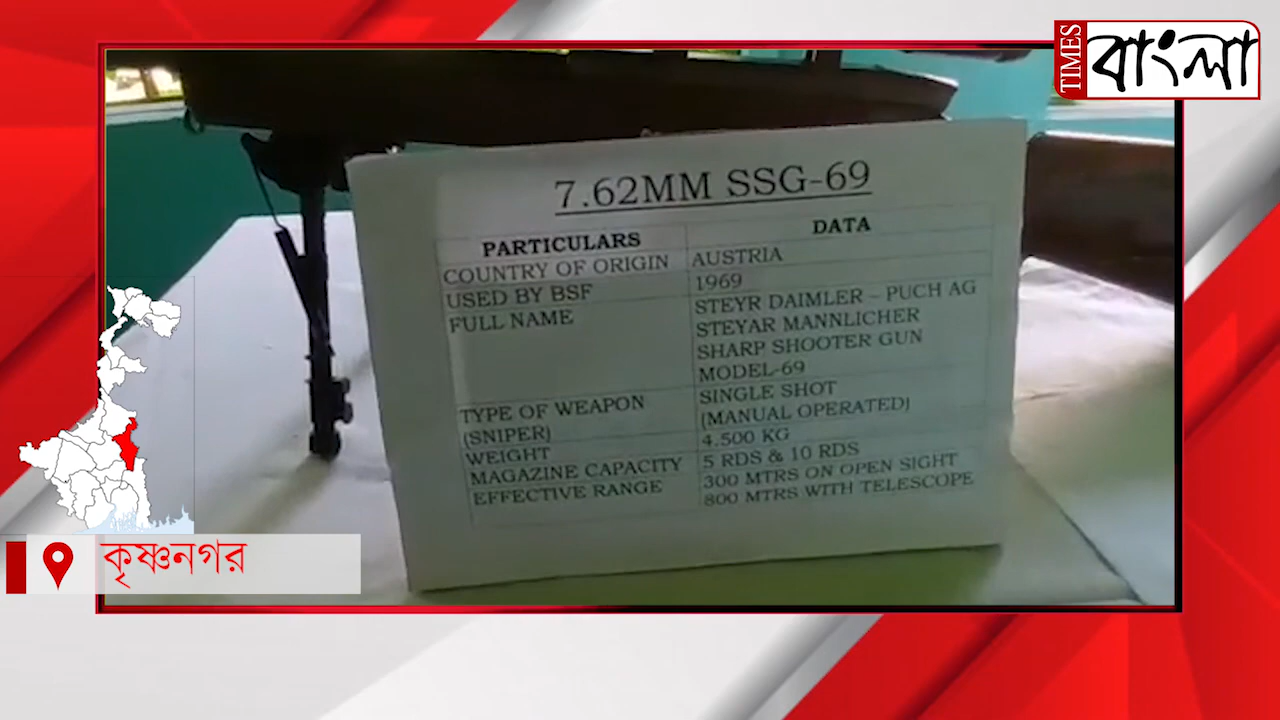 TIMES
বাংলা
7.62MM SSG-69
PARTICULARS DATA
COUNTRY OF ORIGIN AUSTRIA
USED BY BSF 1969
FULL NAME STEYR DAIMLER – PUCH AG
STEYAR MANNLICHER
SHARP SHOOTER GUN
MODEL-69
TYPE OF WEAPON SINGLE SHOT
(SNIPER) (MANUAL OPERATED)
WEIGHT 4.500 KG
MAGAZINE CAPACITY 5 RDS & 10 RDS
EFFECTIVE RANGE 300 MTRS ON OPEN SIGHT
800 MTRS WITH TELESCOPE
কৃষ্ণনগর